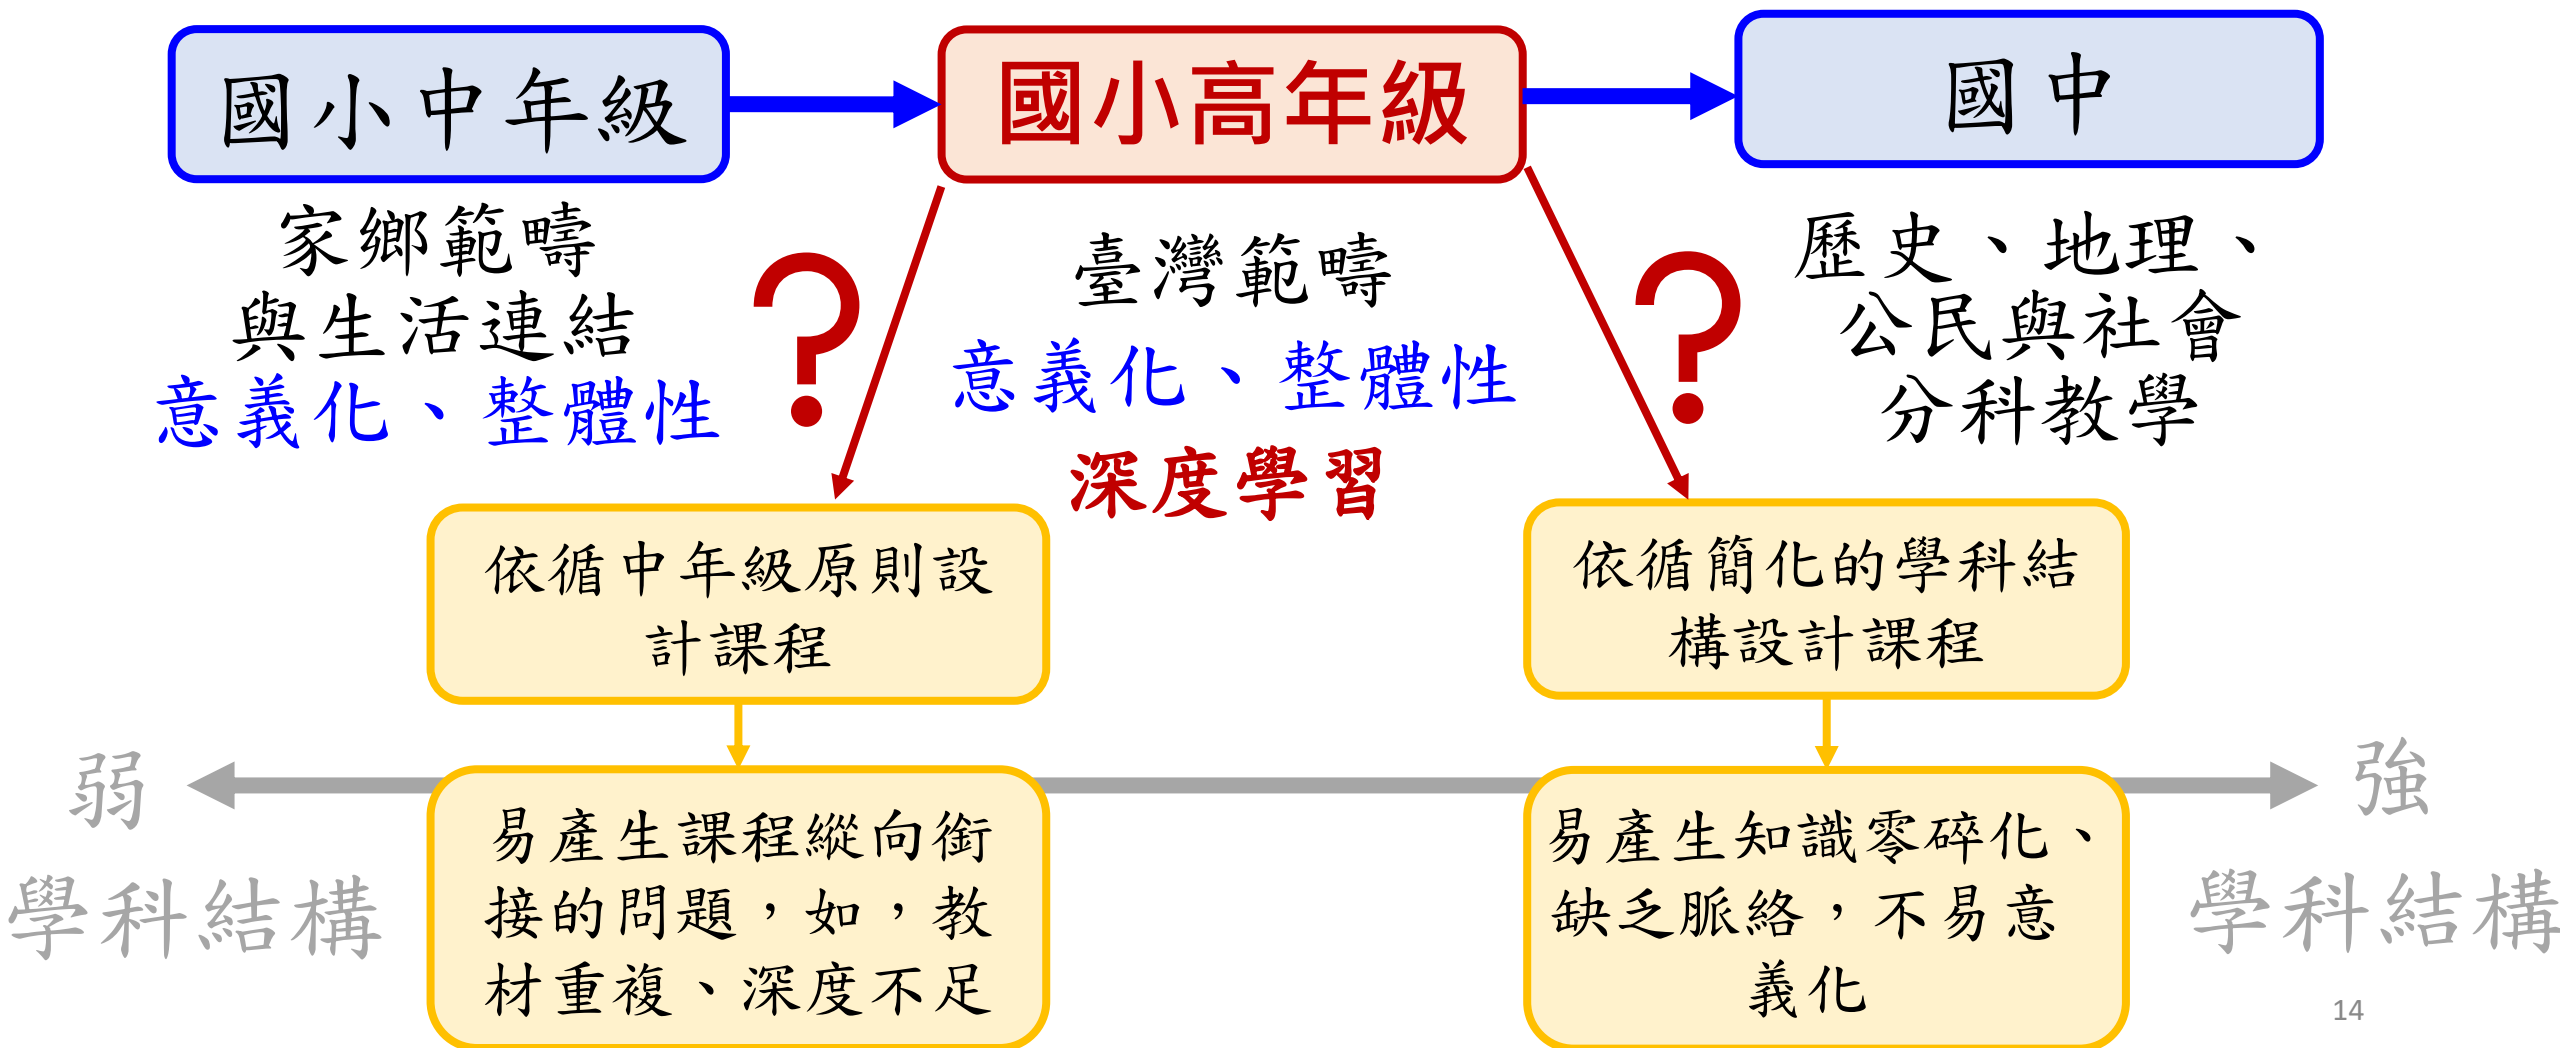 國小中年級
國小高年級
國中
家鄉範疇
與生活連結
意義化、整體性
?
臺灣範疇
意義化、整體性
深度學習
?
歷史、地理、
公民與社會
分科教學
依循中年級原則設
計課程
依循簡化的學科結
構設計課程
弱
學科結構
易產生課程縱向銜
接的問題，如，教
材重複、深度不足
易產生知識零碎化、
缺乏脈絡，不易意
義化
強
學科結構
14